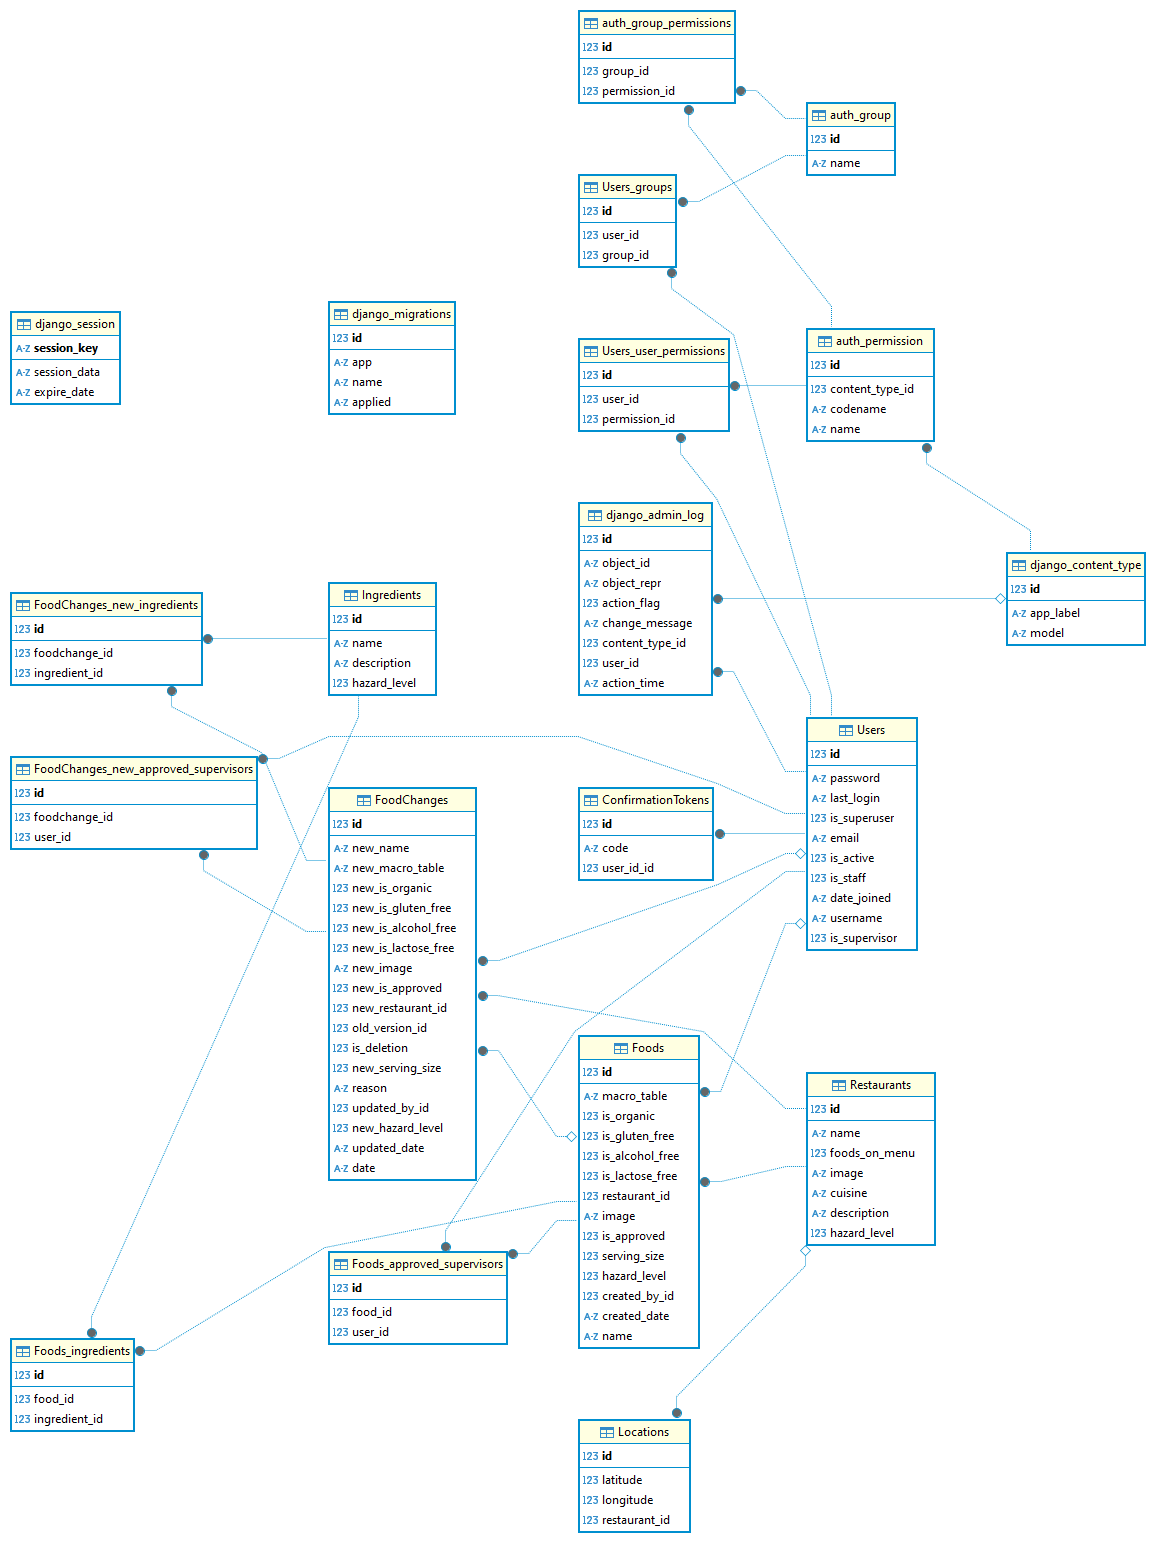 auth_group_permissions
123 id
123 group_id
123 permission_id
auth_group
123 id
A-Z name
Users_groups
123 id
123 user_id
123 group_id
django_session
A-Z session_key
A-Z session_data
A-Z expire_date
django_migrations
123 id
A-Z app
A-Z name
A-Z applied
Users_user_permissions
123 id
123 user_id
123 permission_id
auth_permission
123 id
123 content_type_id
A-Z codename
A-Z name
django_admin_log
123 id
A-Z object_id
A-Z object_repr
123 action_flag
A-Z change_message
123 content_type_id
123 user_id
A-Z action_time
django_content_type
123 id
A-Z app_label
A-Z model
FoodChanges_new_ingredients
123 id
123 foodchange_id
123 ingredient_id
Ingredients
123 id
A-Z name
A-Z description
123 hazard_level
Users
123 id
A-Z password
A-Z last_login
123 is_superuser
A-Z email
123 is_active
123 is_staff
A-Z date_joined
A-Z username
123 is_supervisor
FoodChanges_new_approved_supervisors
123 id
123 foodchange_id
123 user_id
FoodChanges
123 id
A-Z new_name
A-Z new_macro_table
123 new_is_organic
123 new_is_gluten_free
123 new_is_alcohol_free
123 new_is_lactose_free
A-Z new_image
123 new_is_approved
123 new_restaurant_id
123 old_version_id
123 is_deletion
123 new_serving_size
A-Z reason
123 updated_by_id
123 new_hazard_level
A-Z updated_date
A-Z date
ConfirmationTokens
123 id
A-Z code
123 user_id_id
Foods
123 id
A-Z macro_table
123 is_organic
123 is_gluten_free
123 is_alcohol_free
123 is_lactose_free
123 restaurant_id
A-Z image
123 is_approved
123 serving_size
123 hazard_level
123 created_by_id
A-Z created_date
A-Z name
Restaurants
123 id
A-Z name
123 foods_on_menu
A-Z image
A-Z cuisine
A-Z description
123 hazard_level
Foods_approved_supervisors
123 id
123 food_id
123 user_id
Foods_ingredients
123 id
123 food_id
123 ingredient_id
Locations
123 id
123 latitude
123 longitude
123 restaurant_id